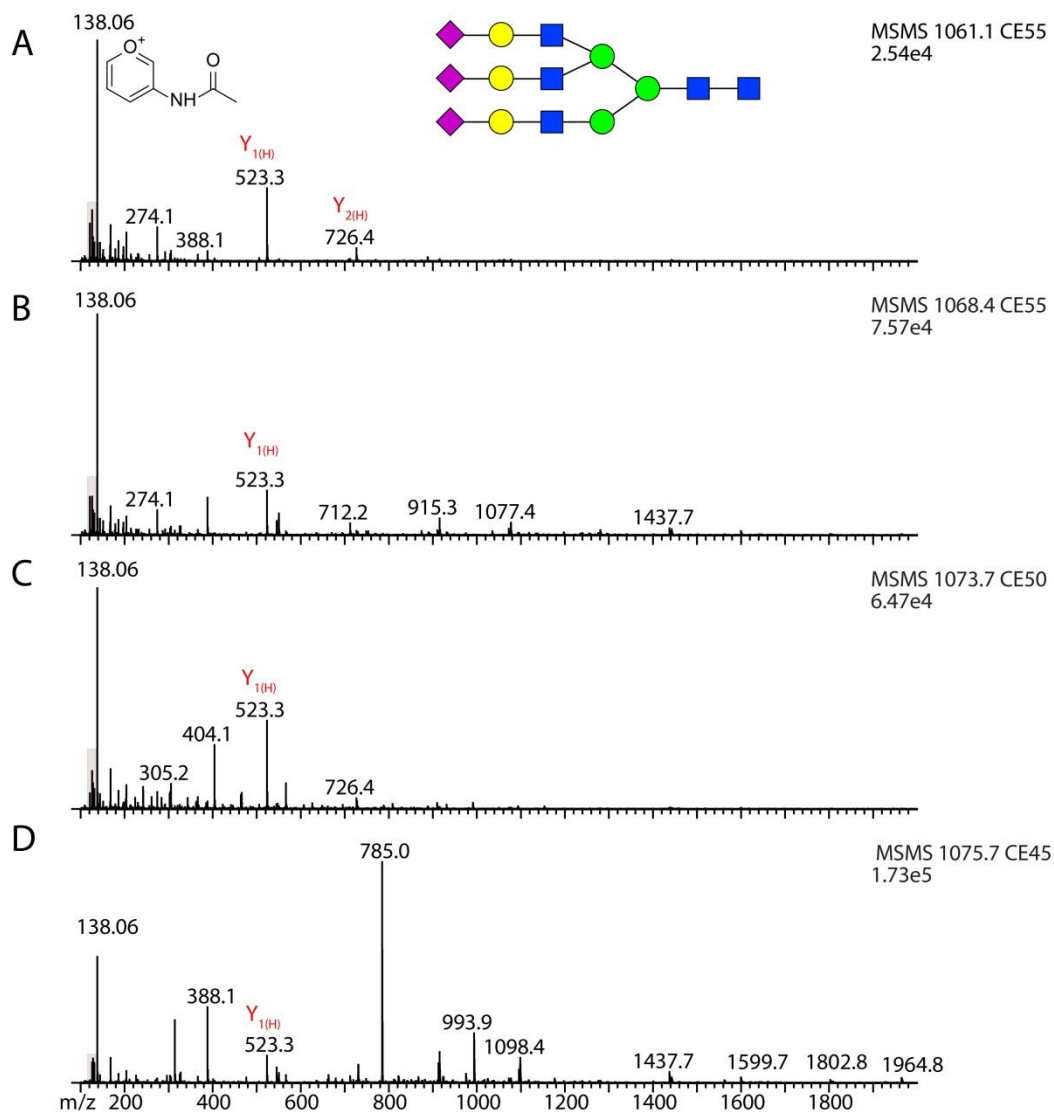 A
138.06
O+
O
NH
MSMS 1061.1 CE55
2.54e4
Y1(H)
523.3
Y2(H)
726.4
274.1
388.1
B
138.06
MSMS 1068.4 CE55
7.57e4
Y1(H)
523.3
274.1
712.2
915.3
1077.4
1437.7
C
138.06
MSMS 1073.7 CE50
6.47e4
Y1(H)
523.3
404.1
305.2
726.4
D
785.0
MSMS 1075.7 CE45
1.73e5
138.06
388.1
Y1(H)
523.3
993.9
1098.4
1437.7
1599.7
1802.8
1964.8
m/z 200 400 600 800 1000 1200 1400 1600 1800